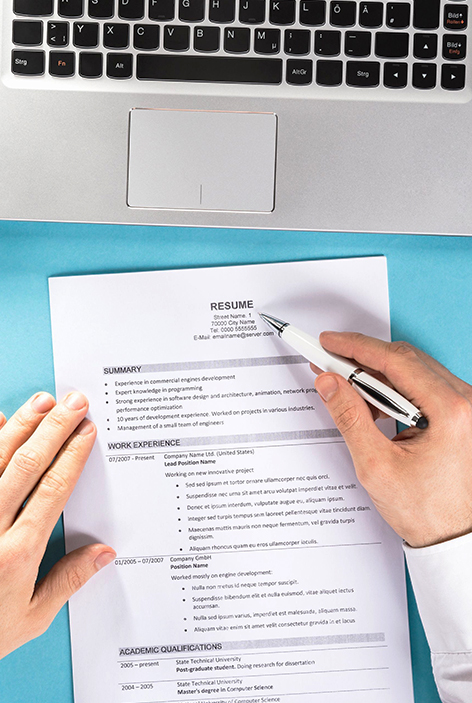 Bild
Bild
Strg
Fn
Alt
Alt Gr
Strg
RESUME
Street Name, 1
70000 City Name
Tel. 0000 5555544
E-Mail: emailname@server.com
SUMMARY
Experience in commercial engines development
Expert knowledge in programming
Strong experience in software design and architecture, animation, network
performance optimization
10 years of development experience. Worked on projects in various industries.
Management of a small team of engineers
WORK EXPERIENCE
07/2007 - Present
Company Name Ltd. (United States)
Lead Position Name
Working on new innovative project
Sed sed ipsum et tortor ornare ullamcorper nec quis orci.
Suspendisse nec urna sit amet arcu volutpat imperdiet vitae et velit.
Donec et ipsum interdum, vulputate augue eu, aliquam ipsum.
Integer sed turpis tempus sem laoreet pellentesque vitae tincidunt diam.
Maecenas mattis mauris non neque fermentum, vel gravida turpis
dignissim.
Aliquam rhoncus quam eu eros ullamcorper iaculis.
01/2005 – 07/2007
Company GmbH
Position Name
Worked mostly on engine development:
Nulla non metus id neque tempor suscipit.
Suspendisse bibendum elit et nulla euismod, vitae aliquet lectus
accumsan.
Nulla sed ipsum varius, imperdiet est malesuada, aliquam massa.
Aliquam vitae enim sit amet velit consectetur gravida in et justo.
ACADEMIC QUALIFICATIONS
2005 – present
State Technical University
Post-graduate student. Doing research for dissertation
2004 – 2005
State Technical University
Master's degree in Computer Science